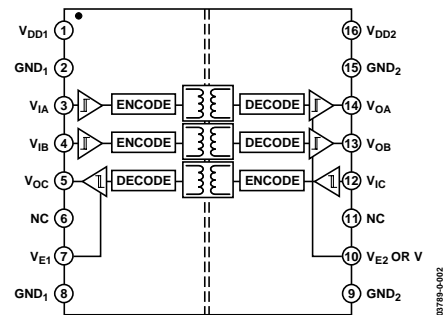 VDD1 1 16 VDD2
GND1 2 15 GND2
VIA 3 ENCODE DECODE 14 VOA
VIB 4 ENCODE DECODE 13 VOB
VOC 5 DECODE ENCODE 12 VIC
NC 6 11 NC
VE1 7 10 VE2 OR V
GND1 8 9 GND2
03789-0-002